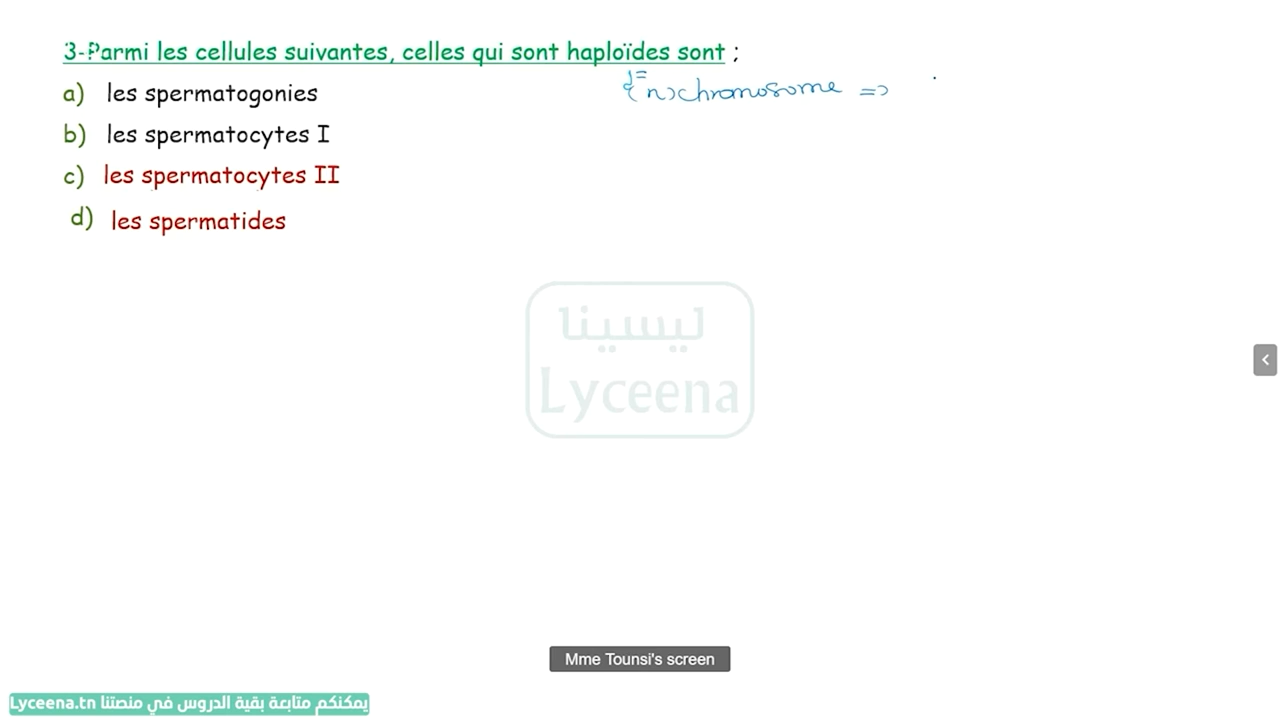 3-Parmi les cellules suivantes, celles qui sont haploïdes sont ;
(n) chromosome =>
a) les spermatogonies
b) les spermatocytes I
c) les spermatocytes II
d) les spermatides
ليسينا
Lyceena
Mme Tounsi's screen
يمكنكم متابعة بقية الدروس في منصتنا Lyceena.tn